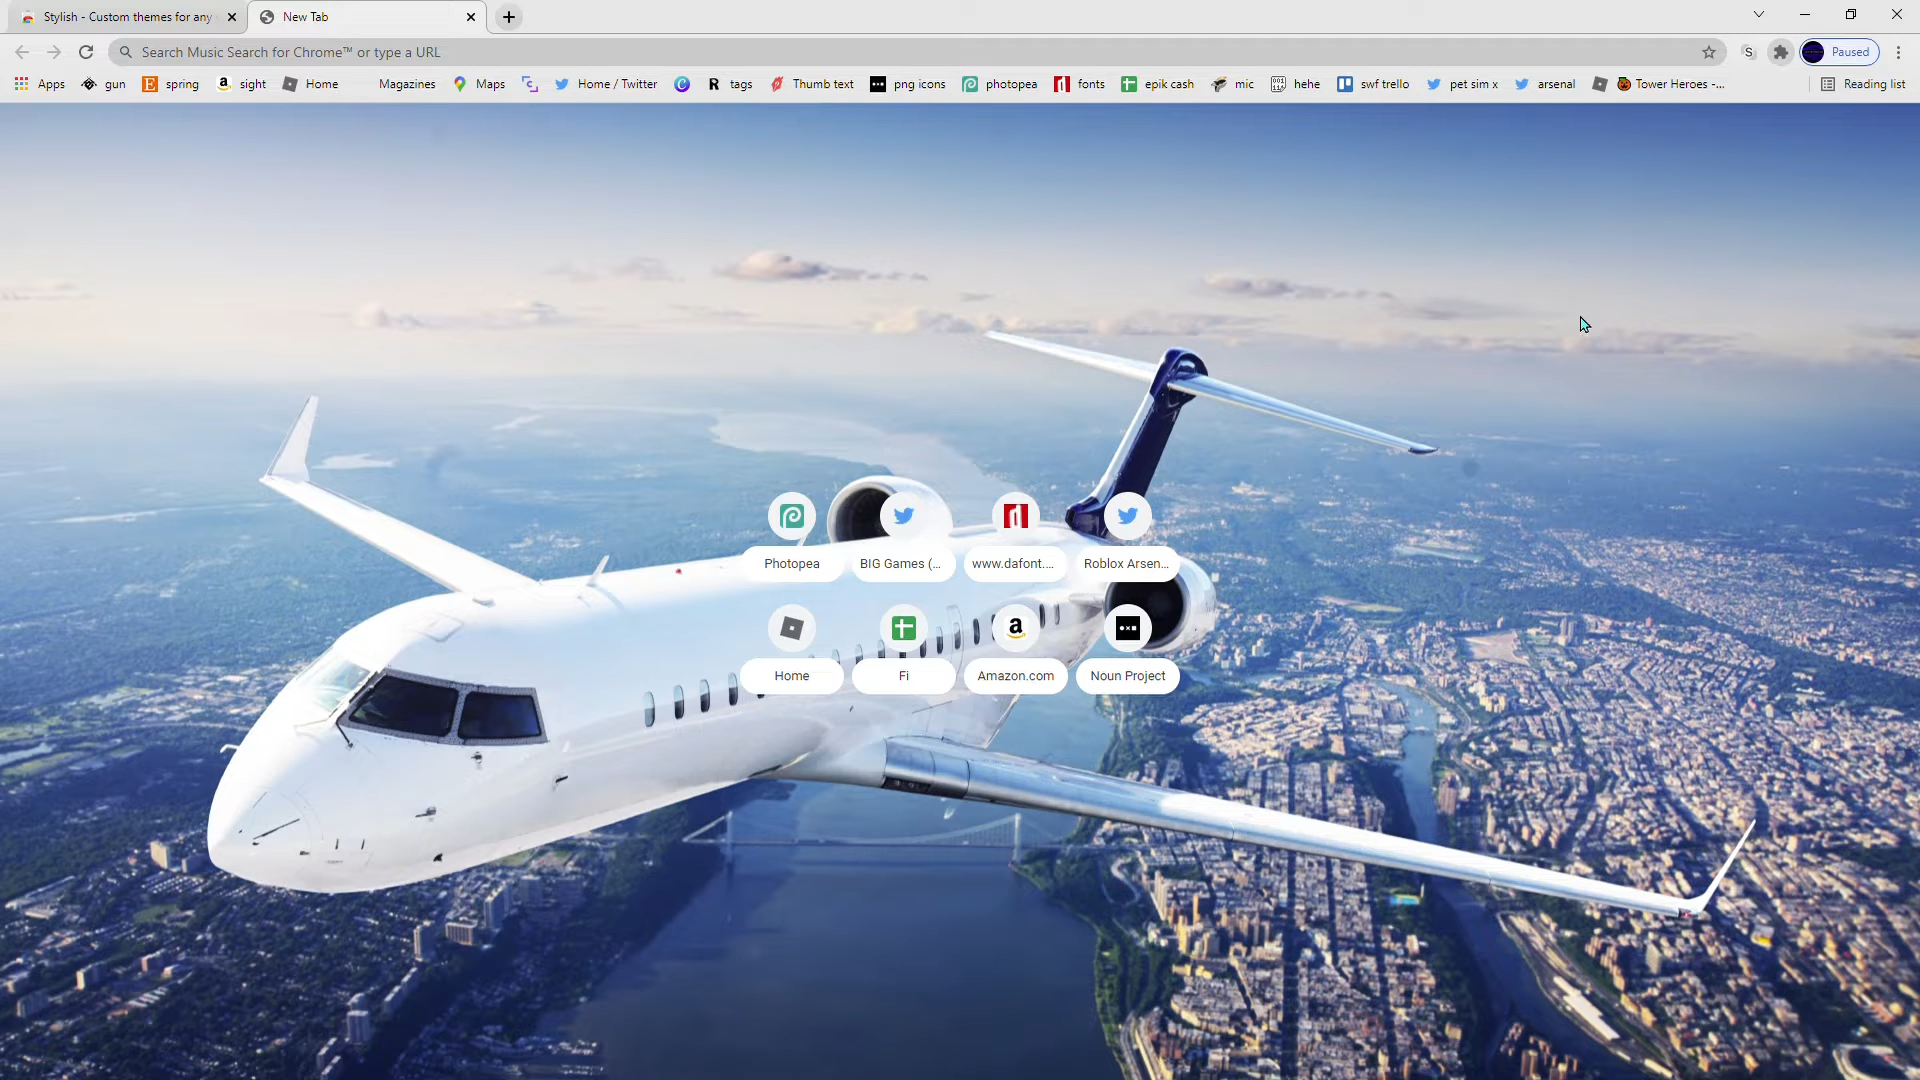 Stylish - Custom themes for any
New Tab
Search Music Search for Chrome™ or type a URL
Paused
Apps gun spring sight Home Magazines Maps Home / Twitter tags Thumb text png icons photopea fonts epik cash mic hehe swf trello pet sim x arsenal Tower Heroes -... Reading list
Photopea BIG Games (... www.dafont.... Roblox Arsen...
Home Fi Amazon.com Noun Project